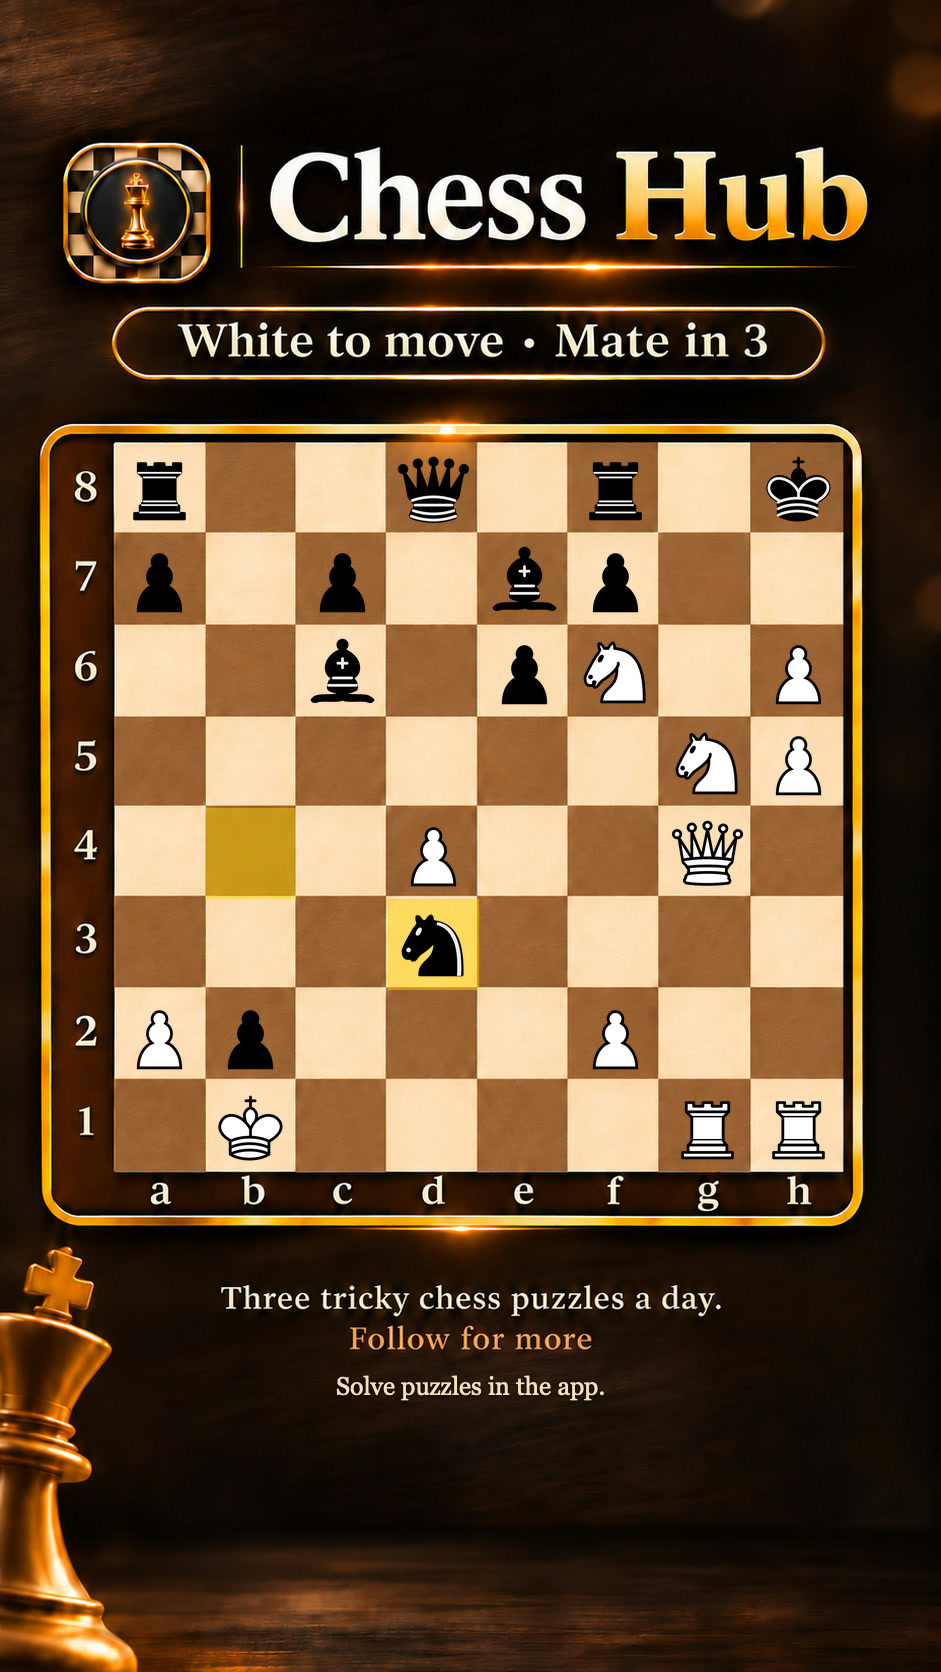 Chess Hub
White to move • Mate in 3
8
7
6
5
4
3
2
1
a b c d e f g h
Three tricky chess puzzles a day.
Follow for more
Solve puzzles in the app.